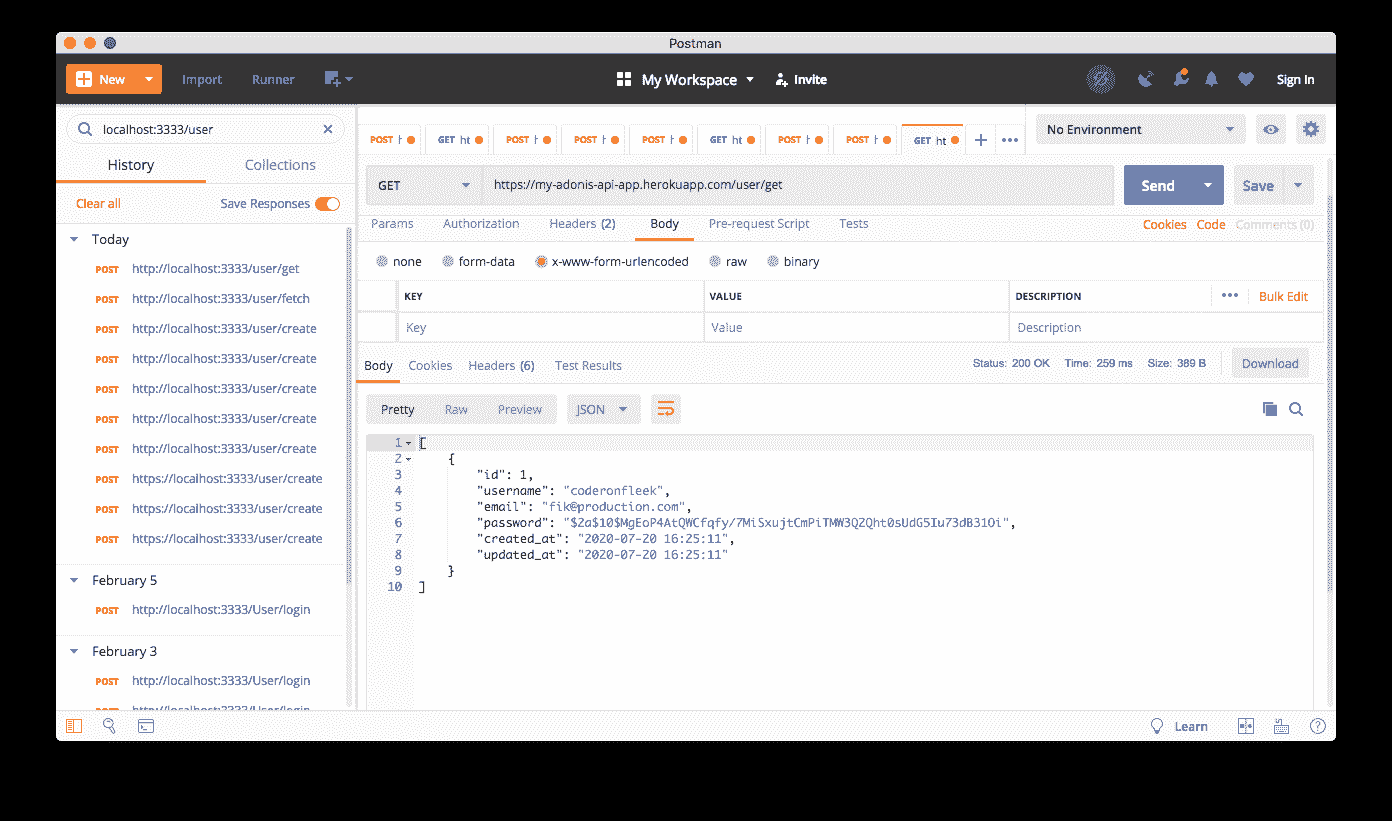 Postman
New Import Runner My Workspace Invite Sign In
localhost:3333/user
History Collections
Clear all Save Responses
Today
POST http://localhost:3333/user/get
POST http://localhost:3333/user/fetch
POST http://localhost:3333/user/create
POST http://localhost:3333/user/create
POST http://localhost:3333/user/create
POST http://localhost:3333/user/create
POST http://localhost:3333/user/create
POST https://localhost:3333/user/create
POST https://localhost:3333/user/create
POST https://localhost:3333/user/create
February 5
POST http://localhost:3333/User/login
February 3
POST http://localhost:3333/User/login
POST http://localhost:3333/User/login
POST h GET ht POST h POST h POST h GET ht POST h POST h GET ht No Environment
GET https://my-adonis-api-app.herokuapp.com/user/get Send Save
Params Authorization Headers (2) Body Pre-request Script Tests Cookies Code Comments (0)
none form-data x-www-form-urlencoded raw binary
KEY VALUE DESCRIPTION Bulk Edit
Key Value Description
Body Cookies Headers (6) Test Results Status: 200 OK Time: 259 ms Size: 389 B Download
Pretty Raw Preview JSON
1 [
2 {
3 "id": 1,
4 "username": "coderonfleek",
5 "email": "fik@production.com",
6 "password": "$2a$10$MgEoP4AtQWCfqfy/7MiSxujtCmPiTMW3QZQht0sUdG5Iu73dB31Oi",
7 "created_at": "2020-07-20 16:25:11",
8 "updated_at": "2020-07-20 16:25:11"
9 }
10 ]
Learn